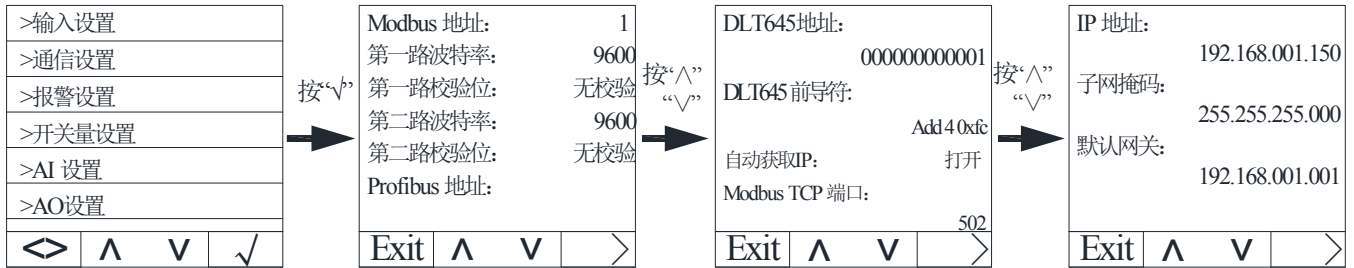 >输入设置
>通信设置
>报警设置
>开关量设置
>AI 设置
>AO设置
<> ∧ ∨ √
按“√”
Modbus 地址: 1
第一路波特率: 9600
第一路校验位: 无校验
第二路波特率: 9600
第二路校验位: 无校验
Profibus 地址:
Exit ∧ ∨ >
按“∧”
“∨”
DLT645地址:
000000000001
DLT645 前导符:
Add 4 0xfc
自动获取IP: 打开
Modbus TCP 端口:
502
Exit ∧ ∨ >
按“∧”
“∨”
IP 地址:
192.168.001.150
子网掩码:
255.255.255.000
默认网关:
192.168.001.001
Exit ∧ ∨ >